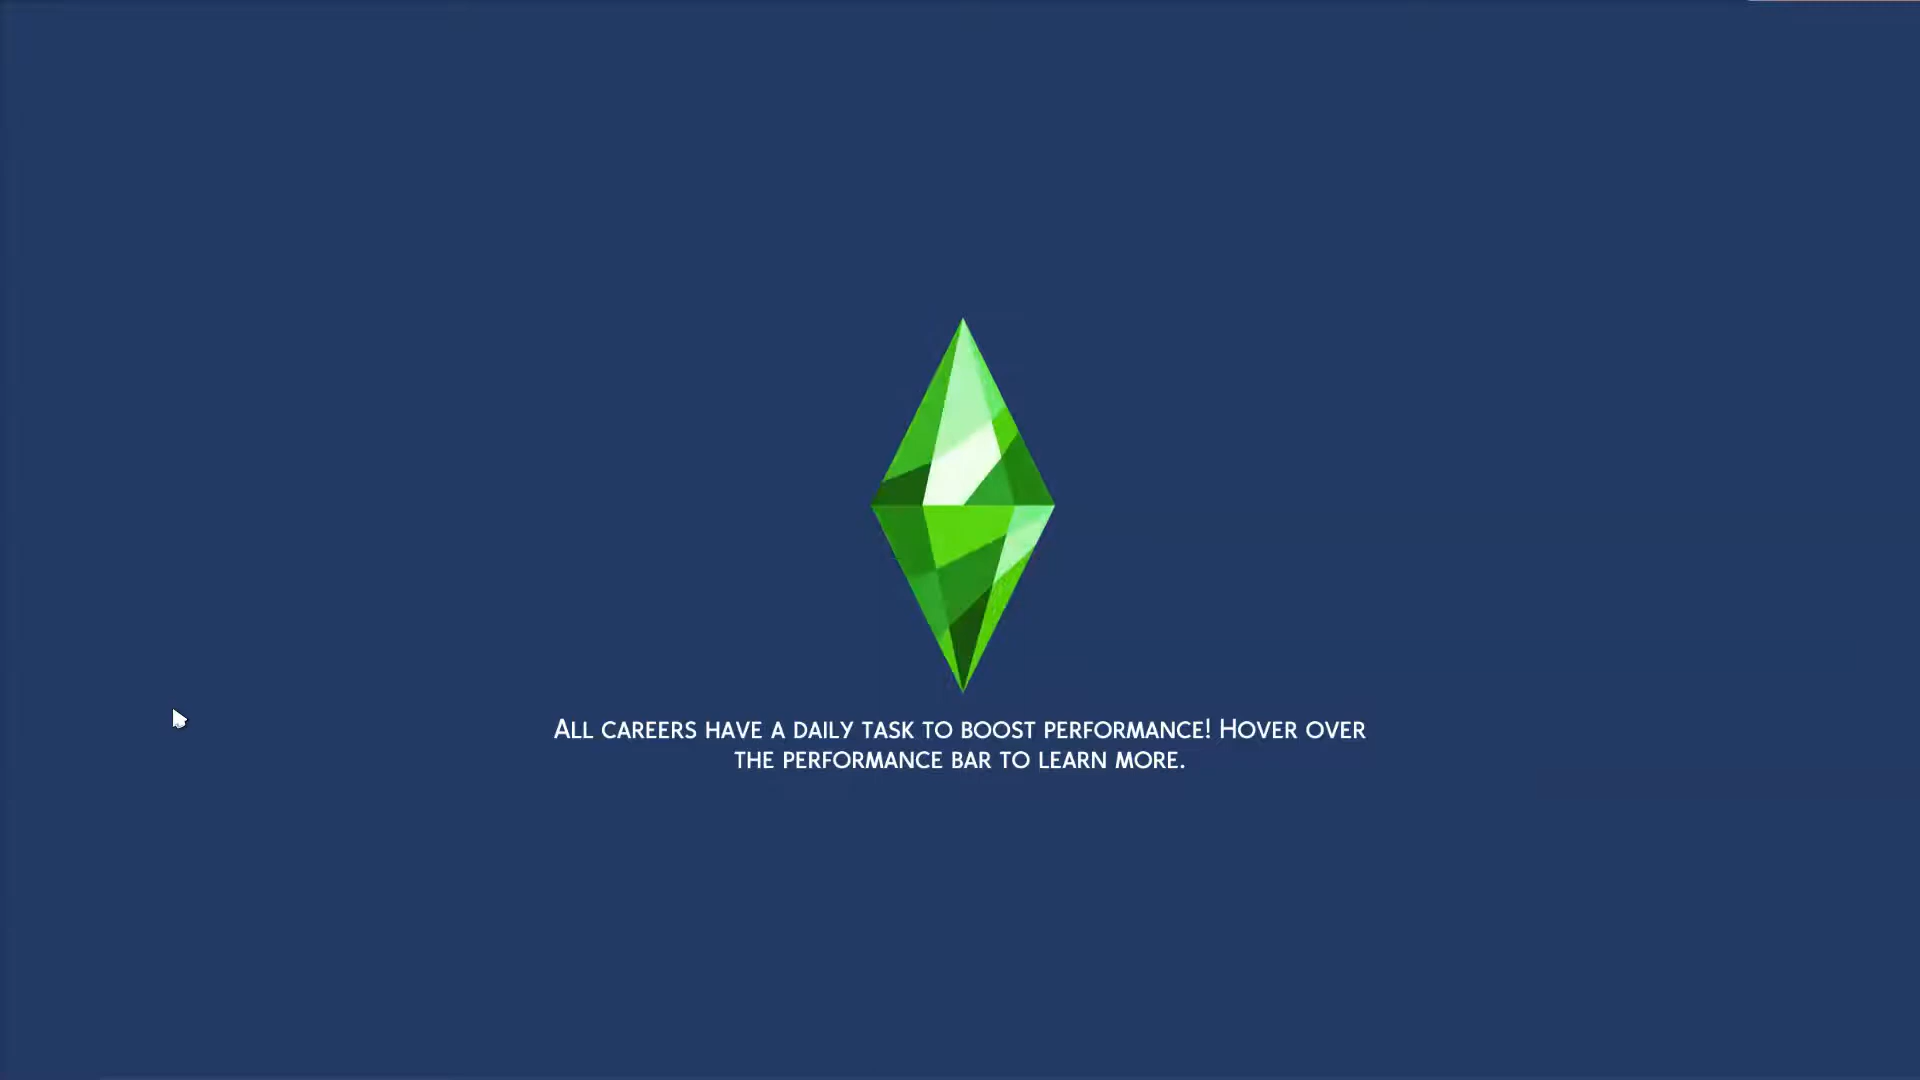 All careers have a daily task to boost performance! Hover over
the performance bar to learn more.